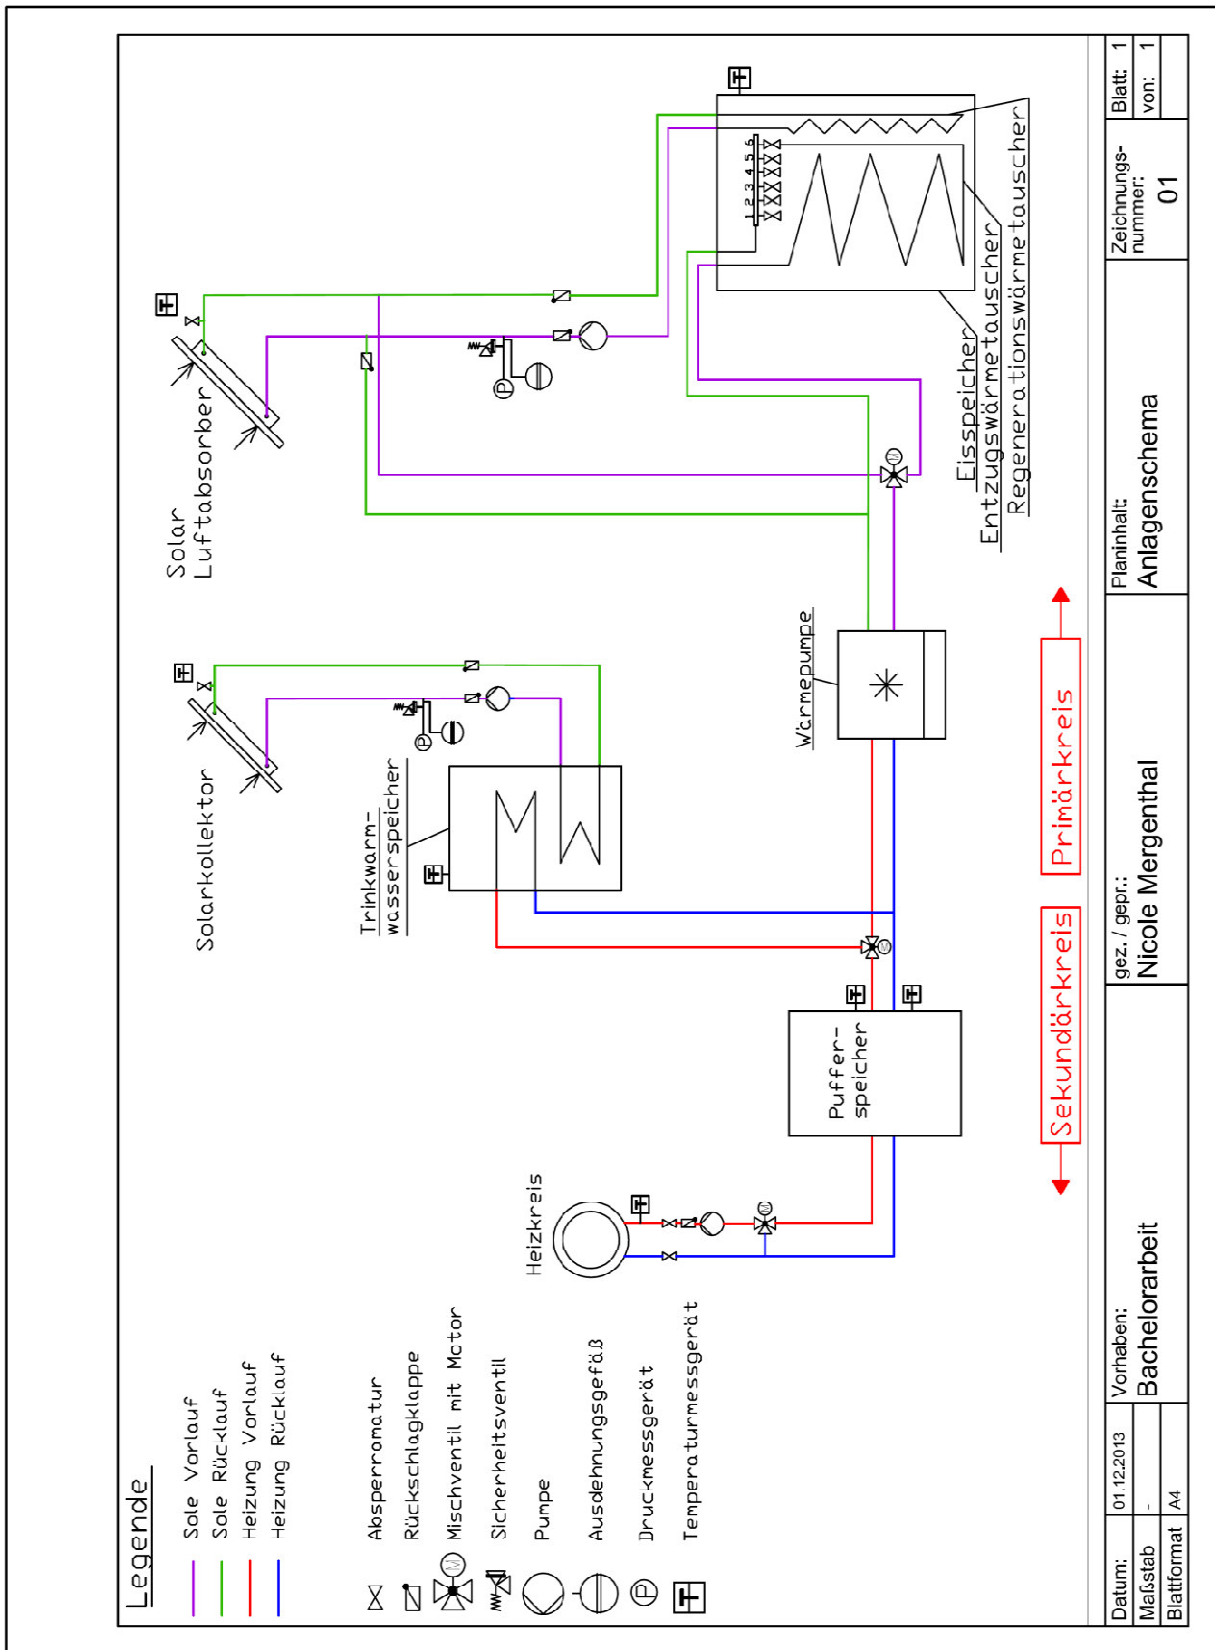 Legende
Sole Vorlauf
Sole Rücklauf
Heizung Vorlauf
Heizung Rücklauf
Absperramatur
Rückschlagklappe
Mischventil mit Motor
M
Sicherheitsventil
Pumpe
Ausdehnungsgefäß
P
Druckmessgerät
T
Temperaturmessgerät
Solarkollektor
T
P
Trinkwarm-
wasserspeicher
T
Solar
Luftabsorber
T
P
Heizkreis
T
M
Puffer-
speicher
T
T
M
Wärmepumpe
M
T
1 2 3 4 5 6
Eisspeicher
Entzugswärmetauscher
Regenerationswärmetauscher
Sekundärkreis
Primärkreis
Datum:
01.12.2013
Maßstab
-
Blattformat
A4
Vorhaben:
Bachelorarbeit
gez. / gepr.:
Nicole Mergenthal
Planinhalt:
Anlagenschema
Zeichnungs-
nummer:
01
Blatt: 1
von: 1